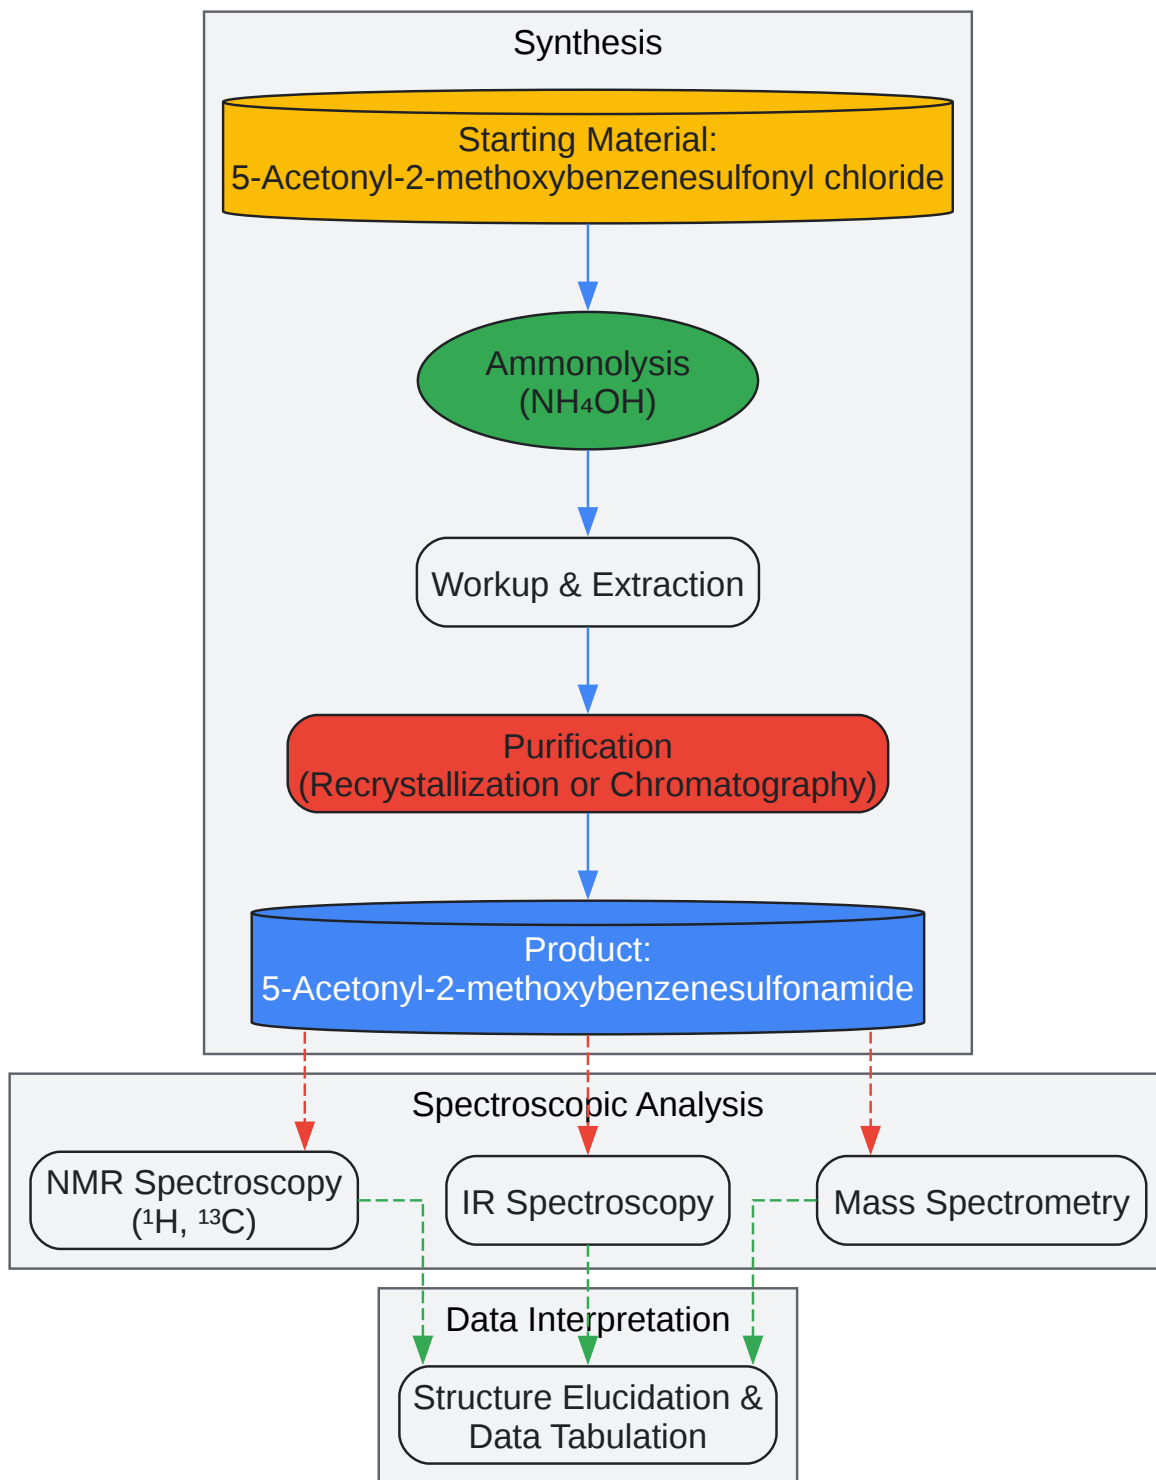 Synthesis
Starting Material:
5-Acetonyl-2-methoxybenzenesulfonyl chloride
Ammonolysis
(NH₄OH)
Workup & Extraction
Purification
(Recrystallization or Chromatography)
Product:
5-Acetonyl-2-methoxybenzenesulfonamide
Spectroscopic Analysis
NMR Spectroscopy
(¹H, ¹³C)
IR Spectroscopy
Mass Spectrometry
Data Interpretation
Structure Elucidation &
Data Tabulation